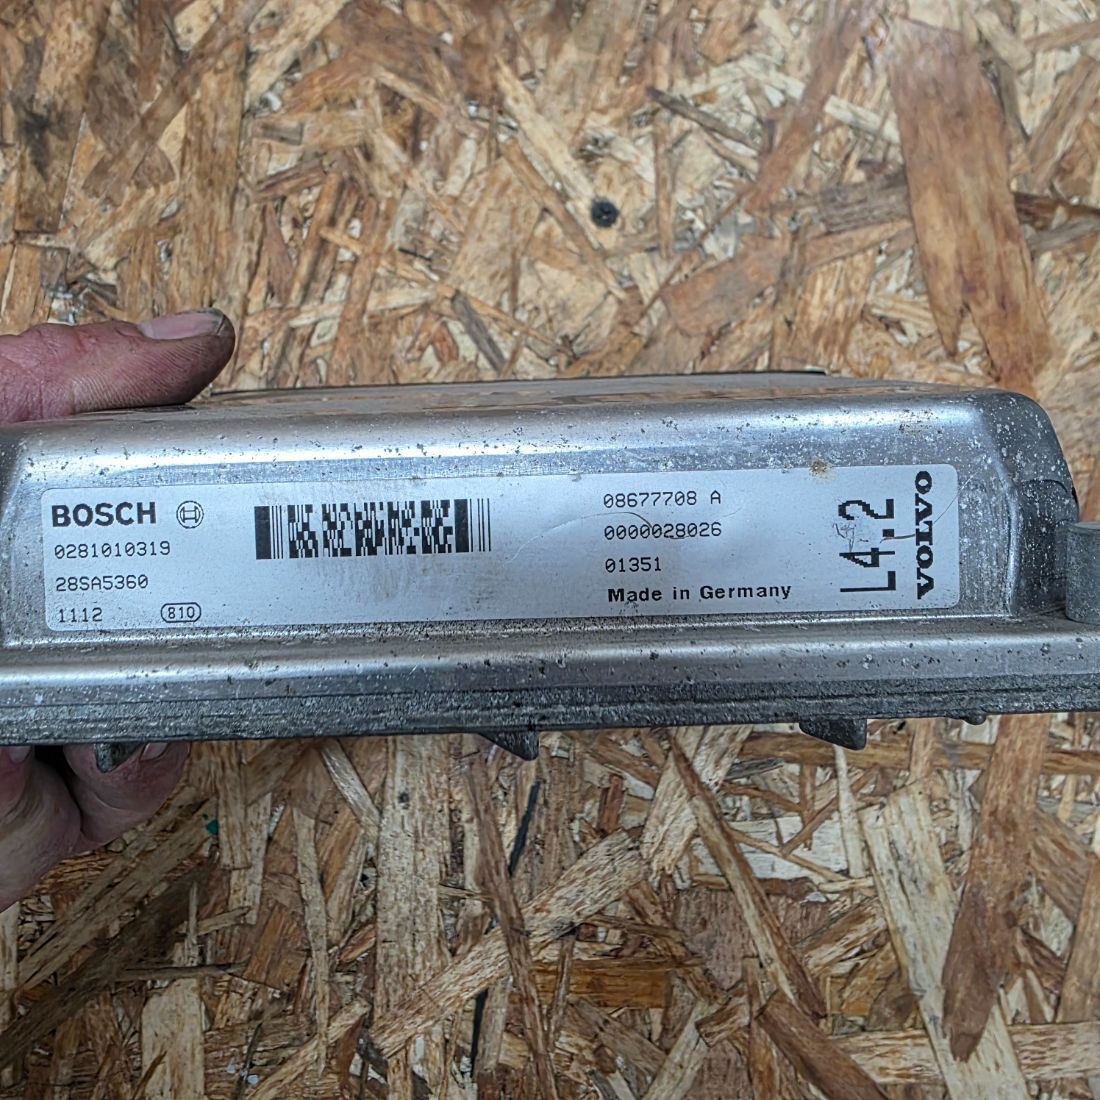 BOSCH
0281010319
28SA5360
1112 810
08677708 A
0000028026
01351
Made in Germany
L4.2
VOLVO